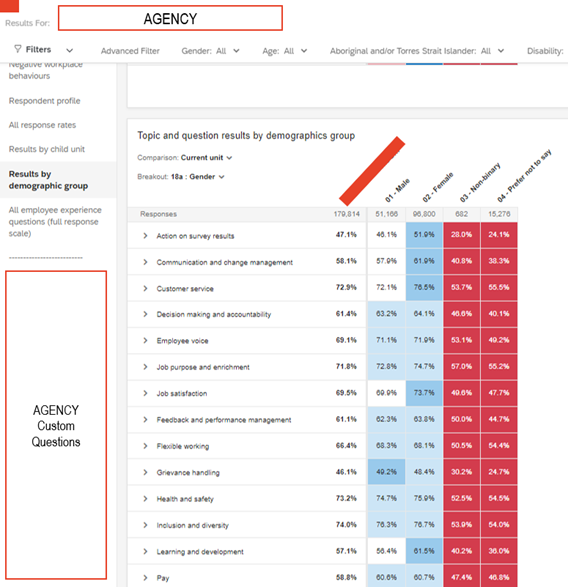 Results For: AGENCY
Filters Advanced Filter Gender: All Age: All Aboriginal and/or Torres Strait Islander: All Disability:
Negative workplace
behaviours
Respondent profile
All response rates
Results by child unit
Results by
demographic group
All employee experience
questions (full response
scale)
--------------------------
AGENCY
Custom
Questions
Topic and question results by demographics group
Comparison: Current unit
Breakout: 18a : Gender
01 - Male
02 - Female
03 - Non-binary
04 - Prefer not to say
Responses 179,814 51,166 96,800 682 15,276
Action on survey results 47.1% 46.1% 51.9% 28.0% 24.1%
Communication and change management 58.1% 57.9% 61.9% 40.8% 38.3%
Customer service 72.9% 72.1% 76.5% 53.7% 55.5%
Decision making and accountability 61.4% 63.2% 64.1% 46.6% 40.1%
Employee voice 69.1% 71.1% 71.9% 53.1% 49.2%
Job purpose and enrichment 71.8% 72.8% 74.7% 57.0% 55.2%
Job satisfaction 69.5% 69.9% 73.7% 49.6% 47.7%
Feedback and performance management 61.1% 62.3% 63.8% 50.0% 44.7%
Flexible working 66.4% 68.3% 68.1% 50.5% 54.4%
Grievance handling 46.1% 49.2% 48.4% 30.2% 24.7%
Health and safety 73.2% 74.7% 75.9% 52.5% 54.5%
Inclusion and diversity 74.0% 76.3% 76.7% 53.9% 54.0%
Learning and development 57.1% 56.4% 61.5% 40.2% 36.0%
Pay 58.8% 60.6% 60.7% 47.4% 46.8%